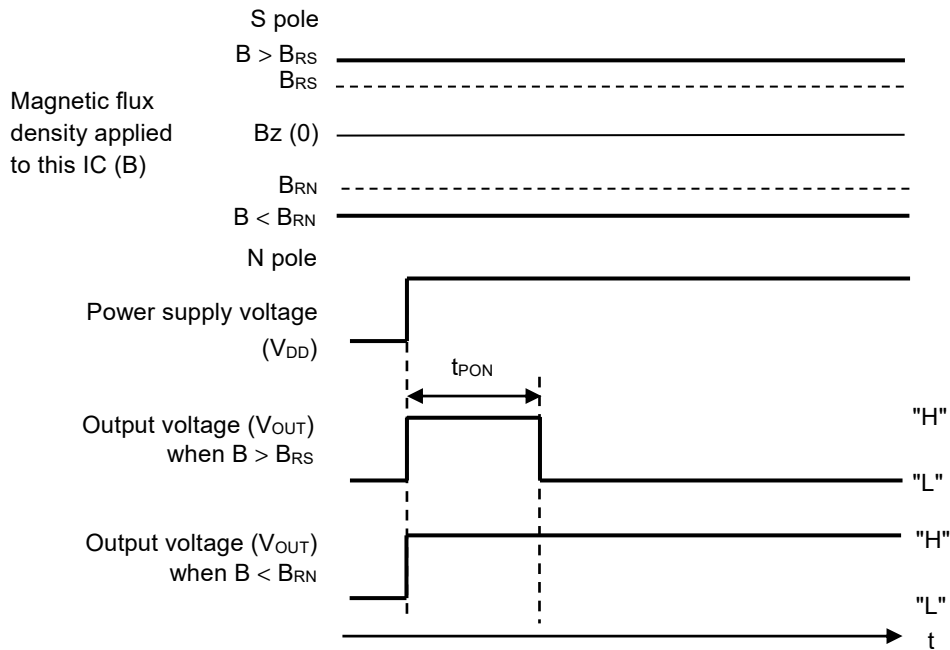 S pole
B > BRS
BRS
Magnetic flux
density applied
to this IC (B)
Bz (0)
BRN
B < BRN
N pole
Power supply voltage
(VDD)
tPON
Output voltage (VOUT)
when B > BRS
"H"
"L"
Output voltage (VOUT)
when B < BRN
"H"
"L"
t